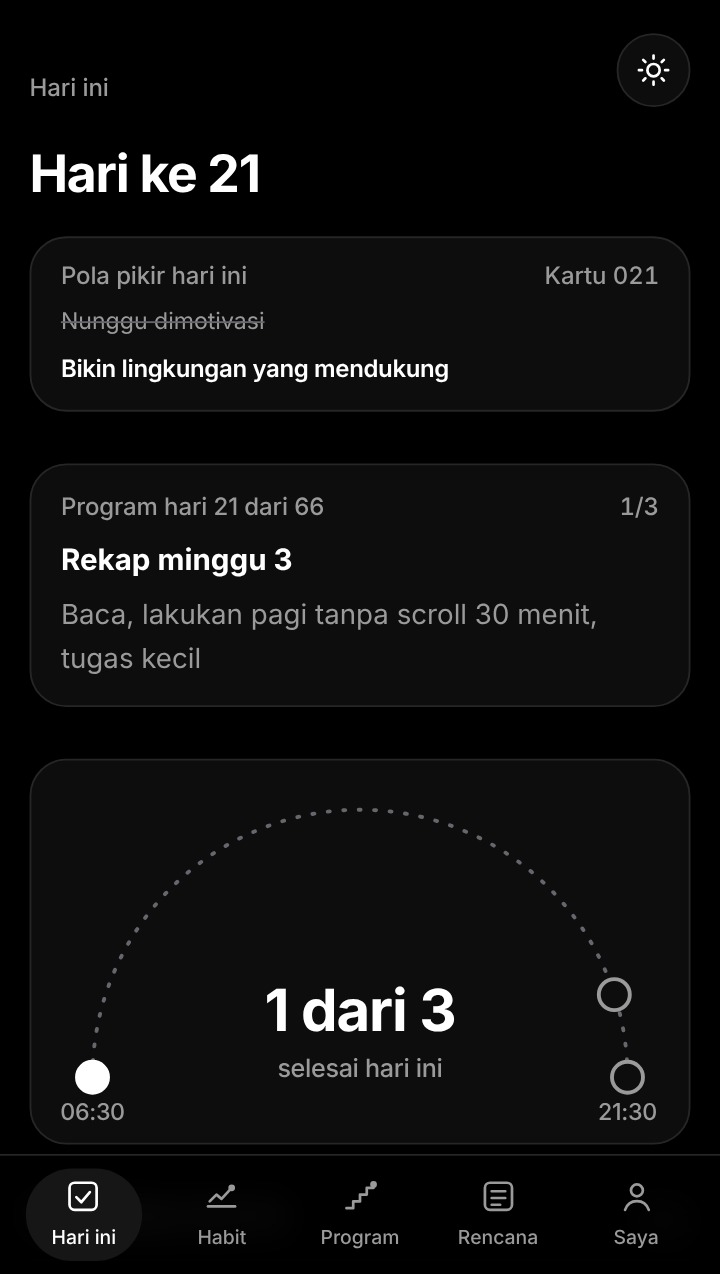 Hari ini
Hari ke 21
Pola pikir hari ini
Kartu 021
Nunggu dimotivasi
Bikin lingkungan yang mendukung
Program hari 21 dari 66
1/3
Rekap minggu 3
Baca, lakukan pagi tanpa scroll 30 menit,
tugas kecil
1 dari 3
selesai hari ini
06:30
21:30
Hari ini
Habit
Program
Rencana
Saya